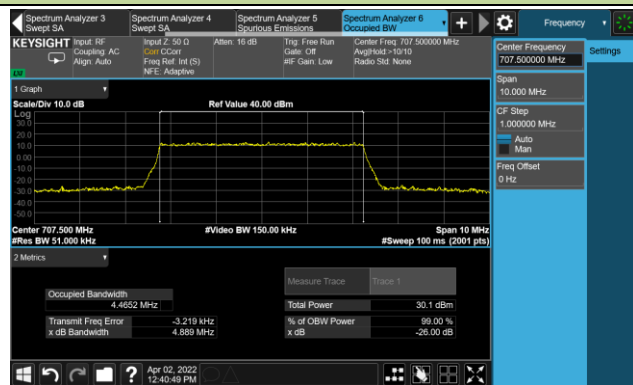 Spectrum Analyzer 3
Swept SA
Spectrum Analyzer 4
Swept SA
Spectrum Analyzer 5
Spurious Emissions
Spectrum Analyzer 6
Occupied BW
Frequency
KEYSIGHT
Input: RF
Coupling: AC
Align: Auto
Input Z: 50 Ω
Corr CCorr
Freq Ref: Int (S)
NFE: Adaptive
Atten: 16 dB
Trig: Free Run
Gate: Off
#IF Gain: Low
Center Freq: 707.500000 MHz
Avg|Hold:>10/10
Radio Std: None
Center Frequency
707.500000 MHz
Settings
Span
10.000 MHz
CF Step
1.000000 MHz
Auto
Man
Freq Offset
0 Hz
1 Graph
Scale/Div 10.0 dB
Ref Value 40.00 dBm
Log
30.0
20.0
10.0
0.00
-10.0
-20.0
-30.0
-40.0
-50.0
Center 707.500 MHz
#Video BW 150.00 kHz
Span 10 MHz
#Res BW 51.000 kHz
#Sweep 100 ms (2001 pts)
2 Metrics
Measure Trace
Trace 1
Occupied Bandwidth
4.4652 MHz
Total Power
30.1 dBm
Transmit Freq Error
-3.219 kHz
% of OBW Power
99.00 %
x dB Bandwidth
4.889 MHz
x dB
-26.00 dB
Apr 02, 2022
12:40:49 PM